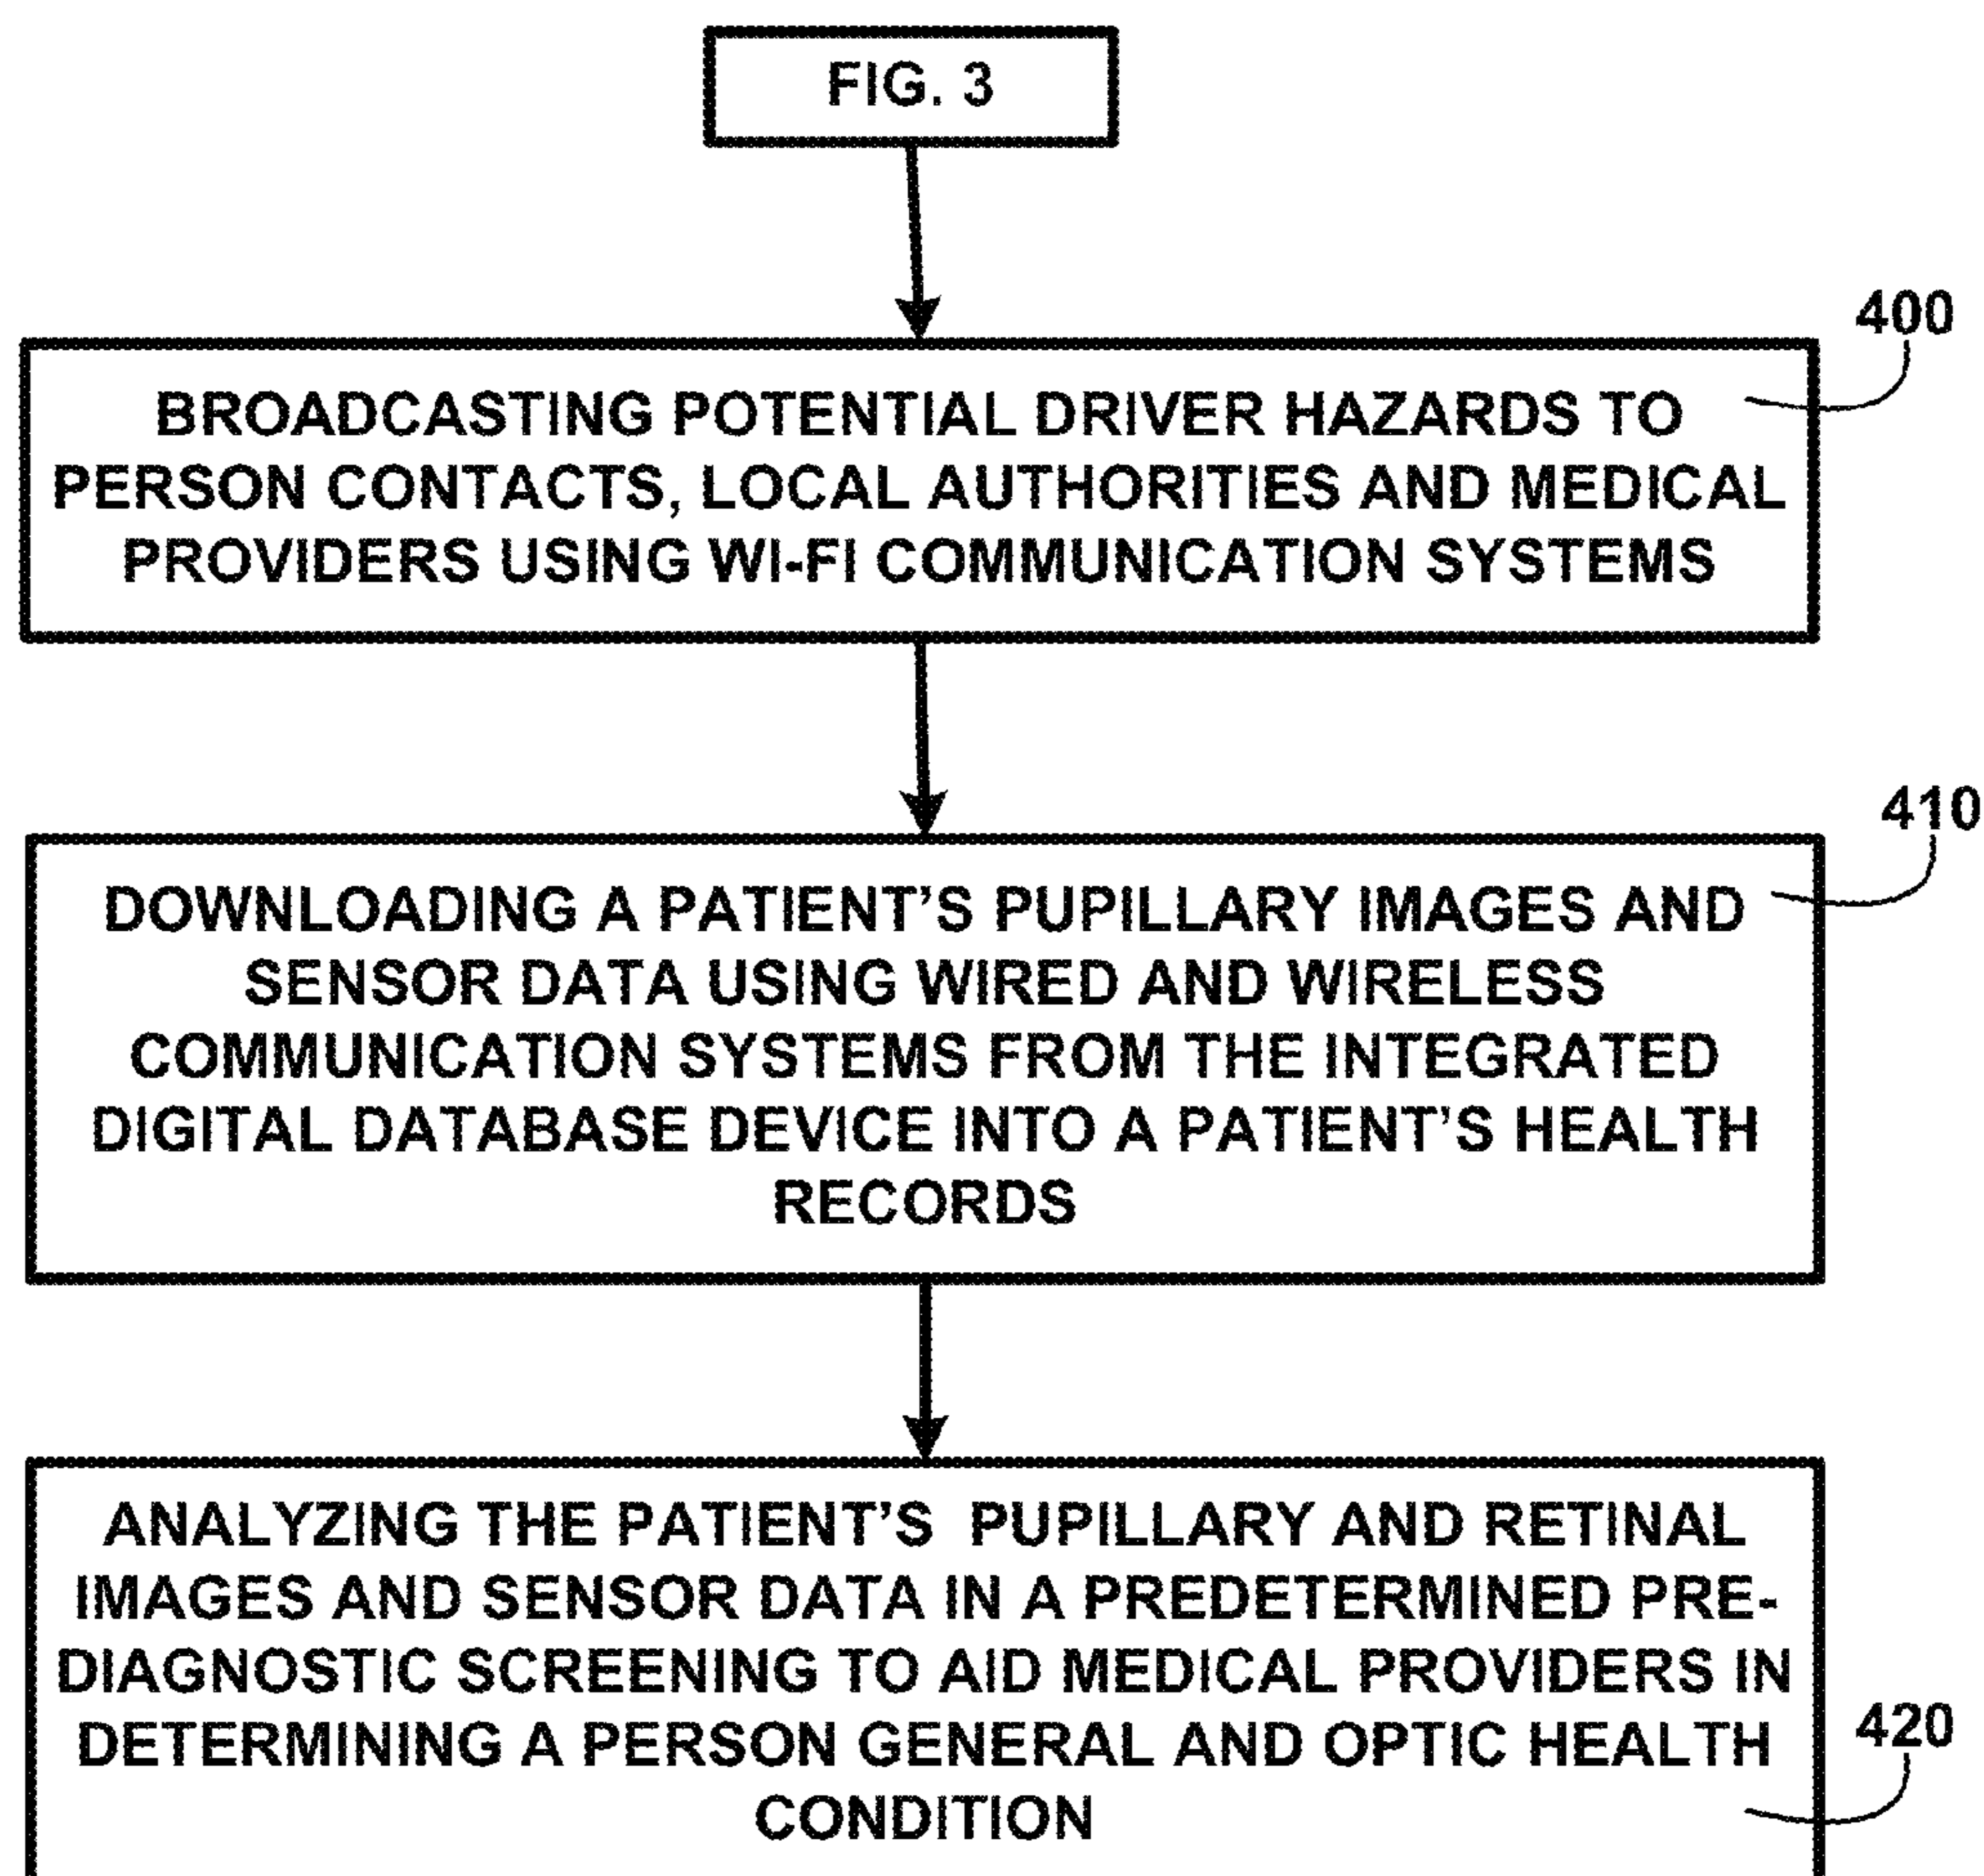 FIG. 3
400
BROADCASTING POTENTIAL DRIVER HAZARDS TO
PERSON CONTACTS, LOCAL AUTHORITIES AND MEDICAL
PROVIDERS USING WI-FI COMMUNICATION SYSTEMS
410
DOWNLOADING A PATIENT’S PUPILLARY IMAGES AND
SENSOR DATA USING WIRED AND WIRELESS
COMMUNICATION SYSTEMS FROM THE INTEGRATED
DIGITAL DATABASE DEVICE INTO A PATIENT’S HEALTH
RECORDS
ANALYZING THE PATIENT’S PUPILLARY AND RETINAL
IMAGES AND SENSOR DATA IN A PREDETERMINED PRE-
DIAGNOSTIC SCREENING TO AID MEDICAL PROVIDERS IN
DETERMINING A PERSON GENERAL AND OPTIC HEALTH
CONDITION
420